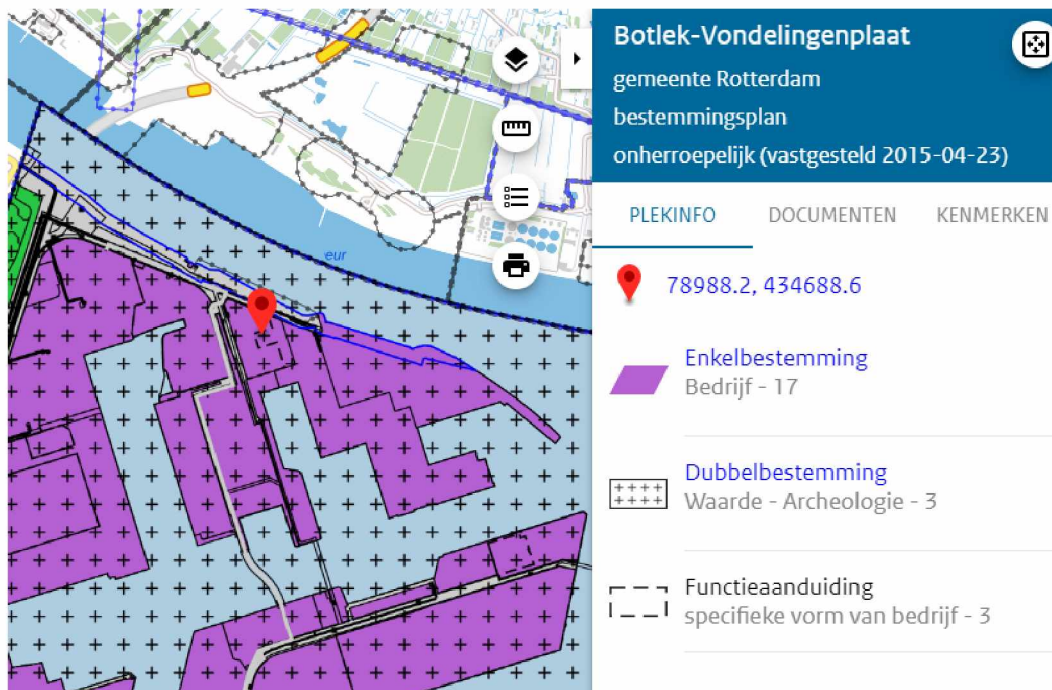 Botlek-Vondelingenplaat
gemeente Rotterdam
bestemmingsplan
onherroepelijk (vastgesteld 2015-04-23)
PLEKINFO
DOCUMENTEN
KENMERKEN
78988.2, 434688.6
Enkelbestemming
Bedrijf - 17
Dubbelbestemming
Waarde - Archeologie - 3
Functieaanduiding
specifieke vorm van bedrijf - 3
eur